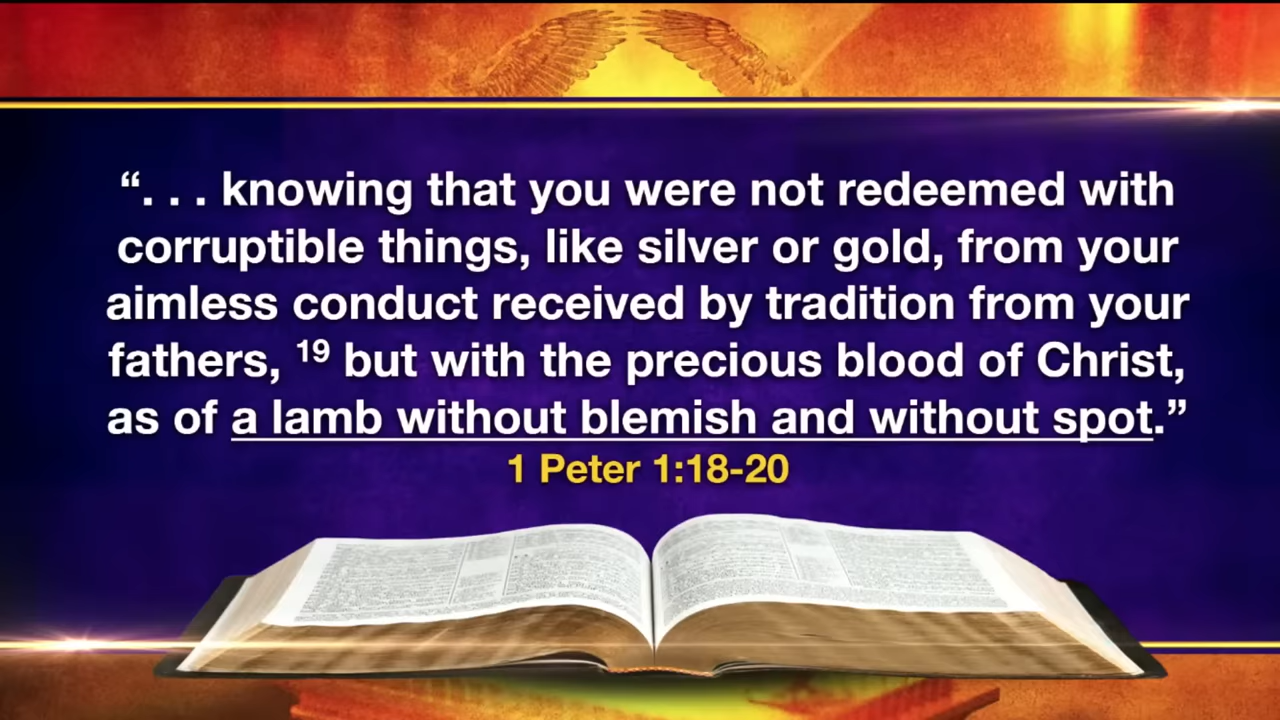 “. . . knowing that you were not redeemed with
corruptible things, like silver or gold, from your
aimless conduct received by tradition from your
fathers, ¹⁹ but with the precious blood of Christ,
as of a lamb without blemish and without spot.”
1 Peter 1:18-20